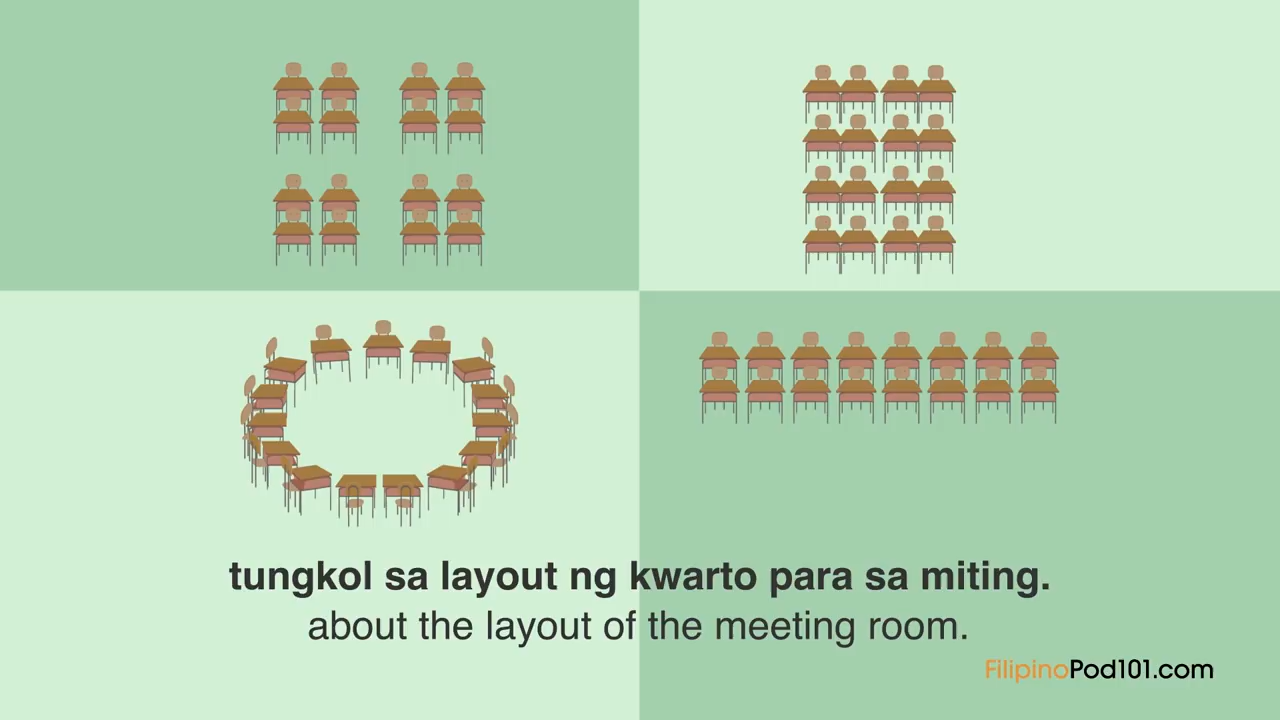 tungkol sa layout ng kwarto para sa miting.
about the layout of the meeting room.
FilipinoPod101.com